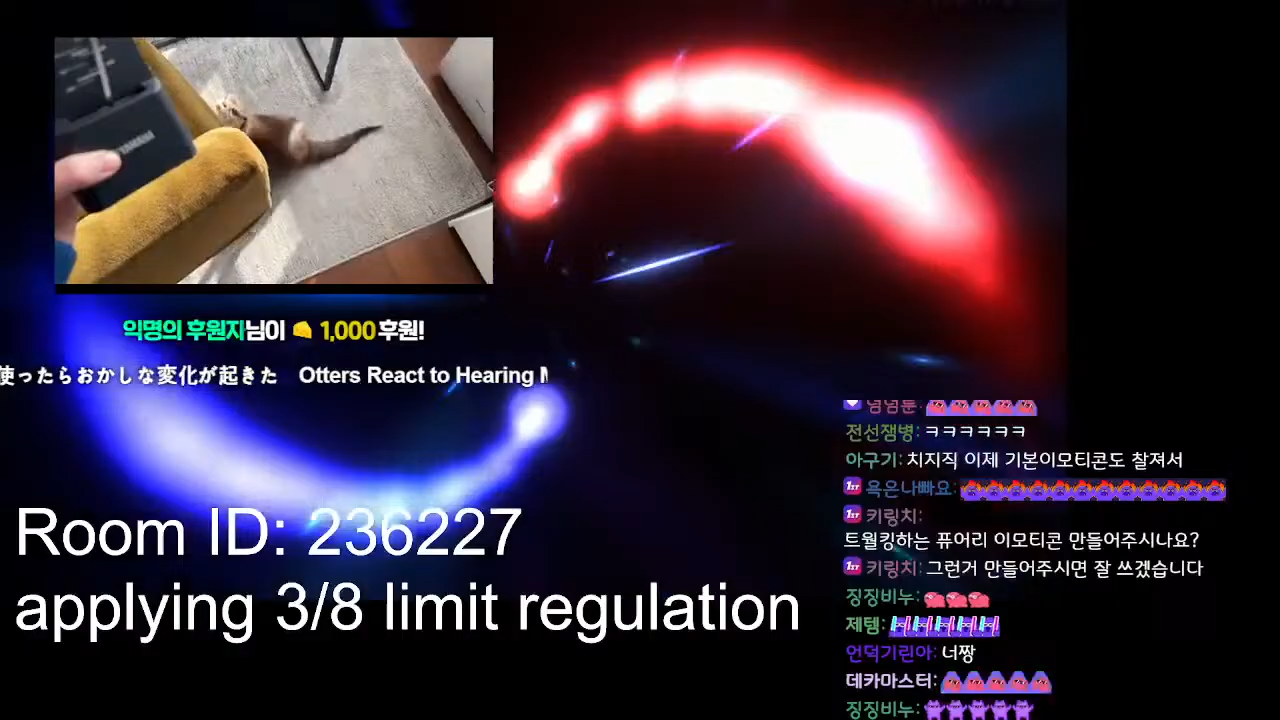 YAMAHA
익명의 후원자님이 🧀 1,000 후원!
使ったらおかしな変化が起きた Otters React to Hearing
Room ID: 236227
applying 3/8 limit regulation
전선잼병: ㅋㅋㅋㅋㅋㅋ
아구기: 치지직 이제 기본이모티콘도 찰져서
욕은나빠요:
키링치:
트월킹하는 퓨어리 이모티콘 만들어주시나요?
키링치: 그런거 만들어주시면 잘 쓰겠습니다
징징비누:
제템:
언덕기린아: 너짱
데카마스터:
징징비누: